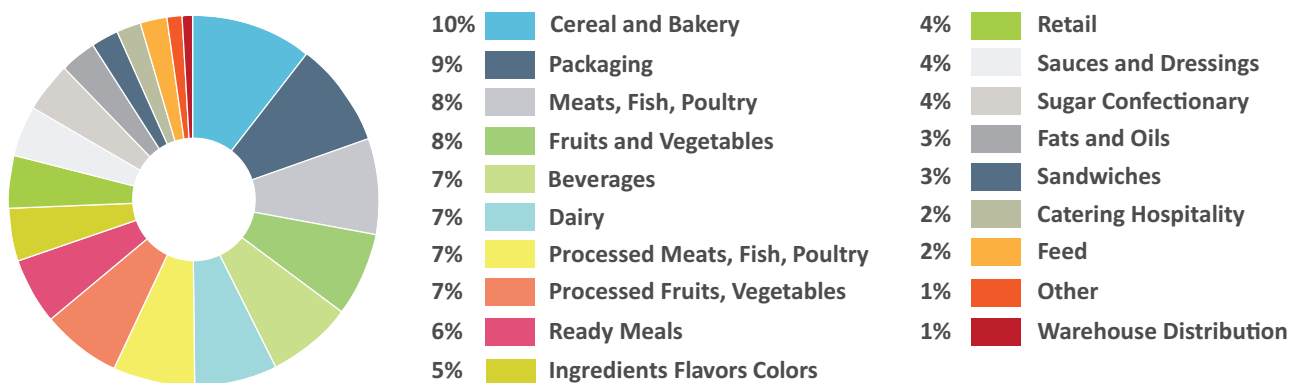 10% Cereal and Bakery
9% Packaging
8% Meats, Fish, Poultry
8% Fruits and Vegetables
7% Beverages
7% Dairy
7% Processed Meats, Fish, Poultry
7% Processed Fruits, Vegetables
6% Ready Meals
5% Ingredients Flavors Colors
4% Retail
4% Sauces and Dressings
4% Sugar Confectionary
3% Fats and Oils
3% Sandwiches
2% Catering Hospitality
2% Feed
1% Other
1% Warehouse Distribution